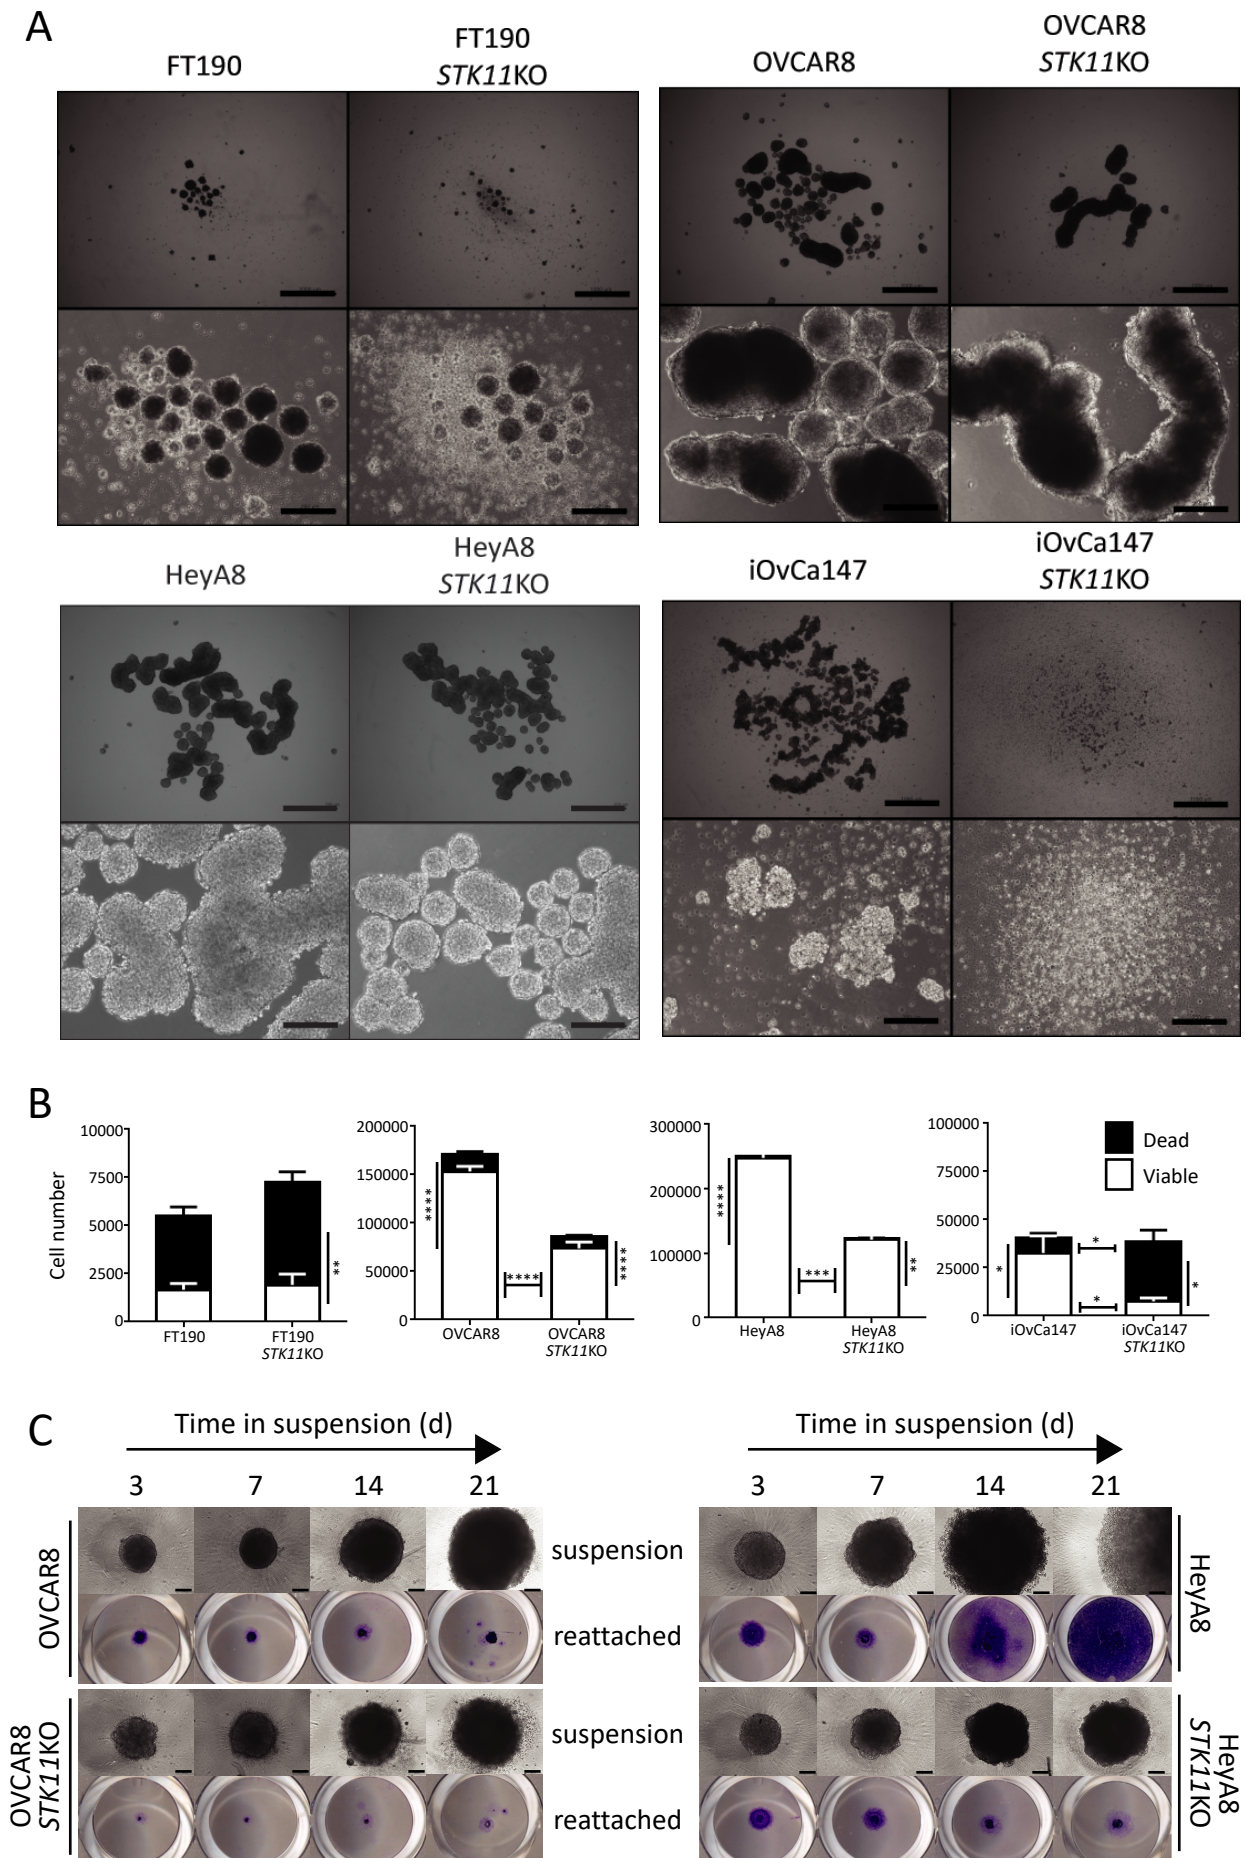 A
FT190
FT190
STK11KO
OVCAR8
OVCAR8
STK11KO
HeyA8
HeyA8
STK11KO
iOvCa147
iOvCa147
STK11KO
B
Cell number
10000
7500
5000
2500
0
**
FT190
FT190
STK11KO
200000
150000
100000
50000
0
****
****
****
OVCAR8
OVCAR8
STK11KO
300000
200000
100000
0
****
***
**
HeyA8
HeyA8
STK11KO
100000
75000
50000
25000
0
*
*
*
*
iOvCa147
iOvCa147
STK11KO
Dead
Viable
C
Time in suspension (d)
3 7 14 21
Time in suspension (d)
3 7 14 21
OVCAR8
suspension
reattached
HeyA8
OVCAR8
STK11KO
suspension
reattached
HeyA8
STK11KO